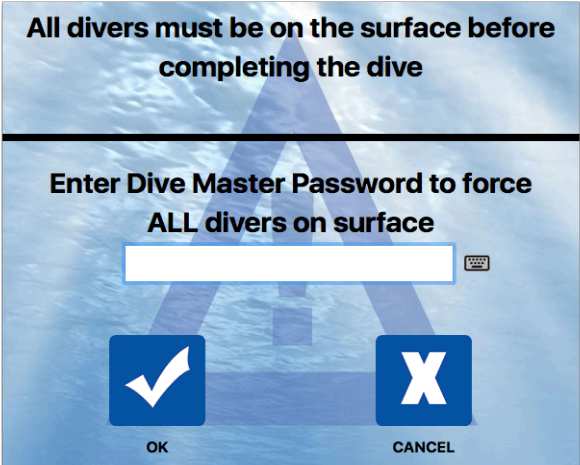 All divers must be on the surface before
completing the dive
Enter Dive Master Password to force
ALL divers on surface
OK
CANCEL